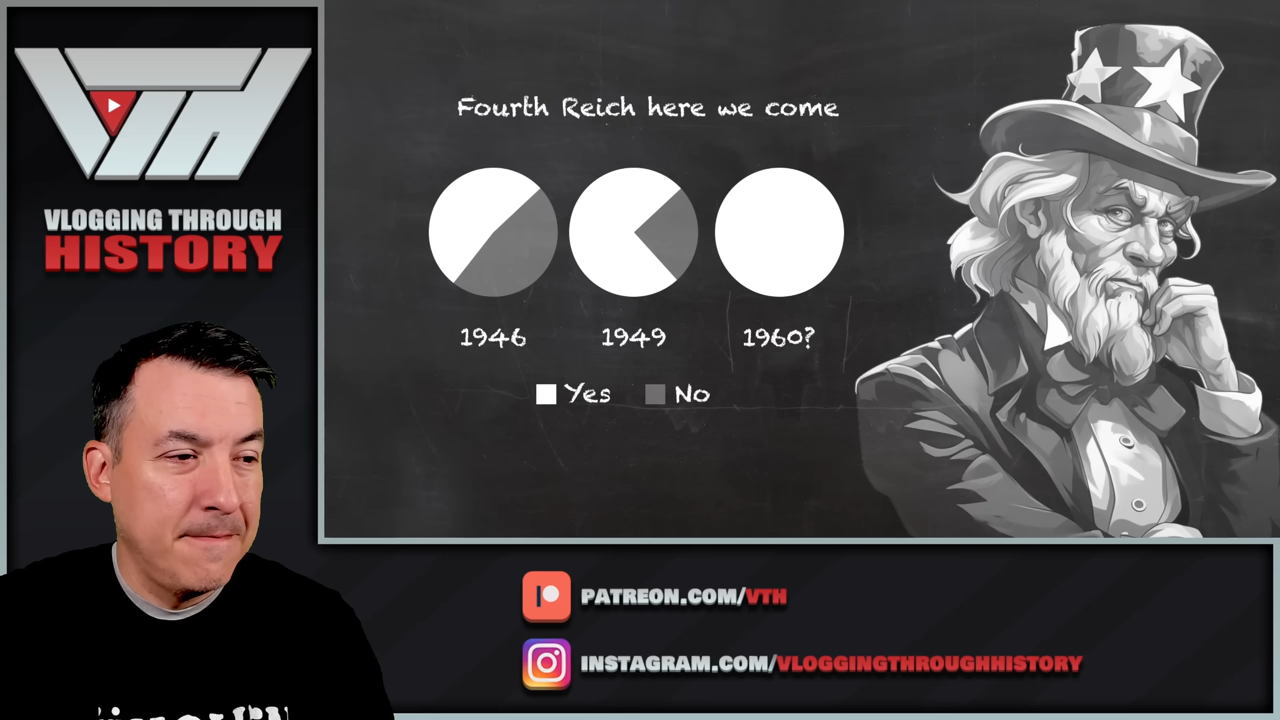 VTH
VLOGGING THROUGH
HISTORY
Fourth Reich here we come
1946
1949
1960?
Yes
No
PATREON.COM/VTH
INSTAGRAM.COM/VLOGGINGTHROUGHHISTORY